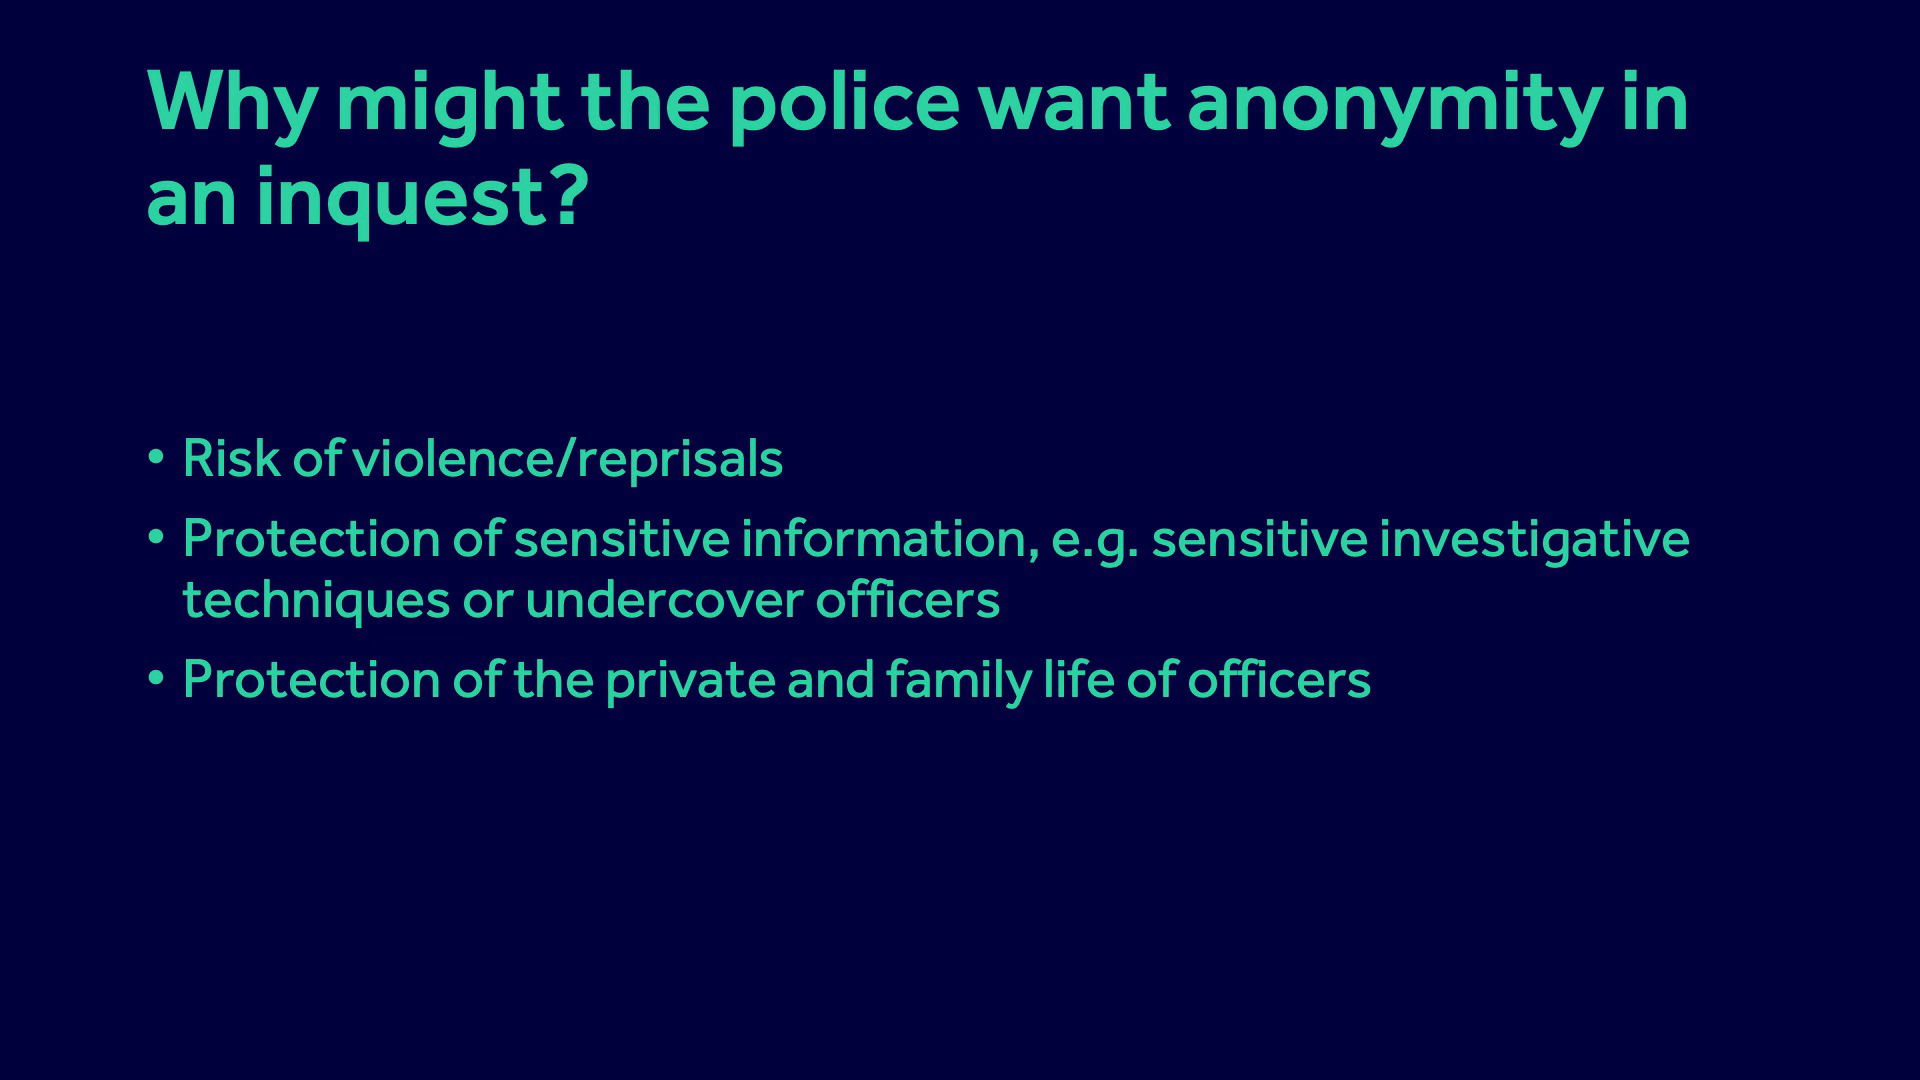 Why might the police want anonymity in
an inquest?
• Risk of violence/reprisals
• Protection of sensitive information, e.g. sensitive investigative
techniques or undercover officers
• Protection of the private and family life of officers